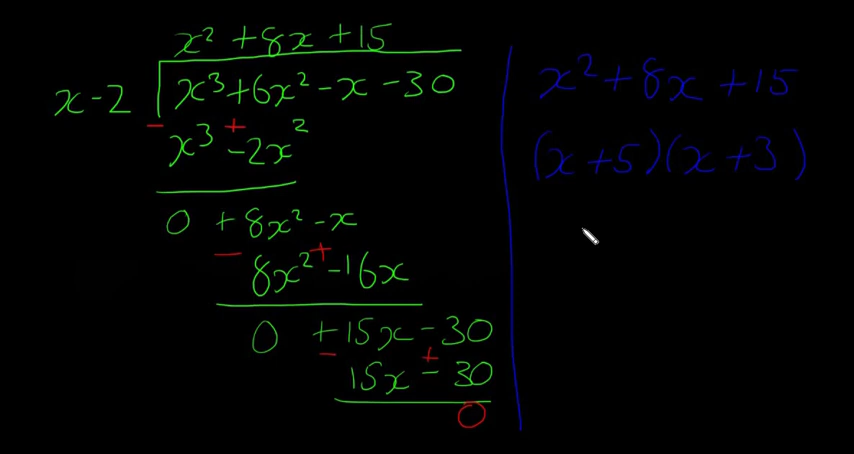 x² + 8x + 15
x - 2 x³ + 6x² - x - 30
- +
x³ - 2x²
0 + 8x² - x
- +
8x² - 16x
0 + 15x - 30
- +
15x - 30
0
x² + 8x + 15
(x + 5)(x + 3)